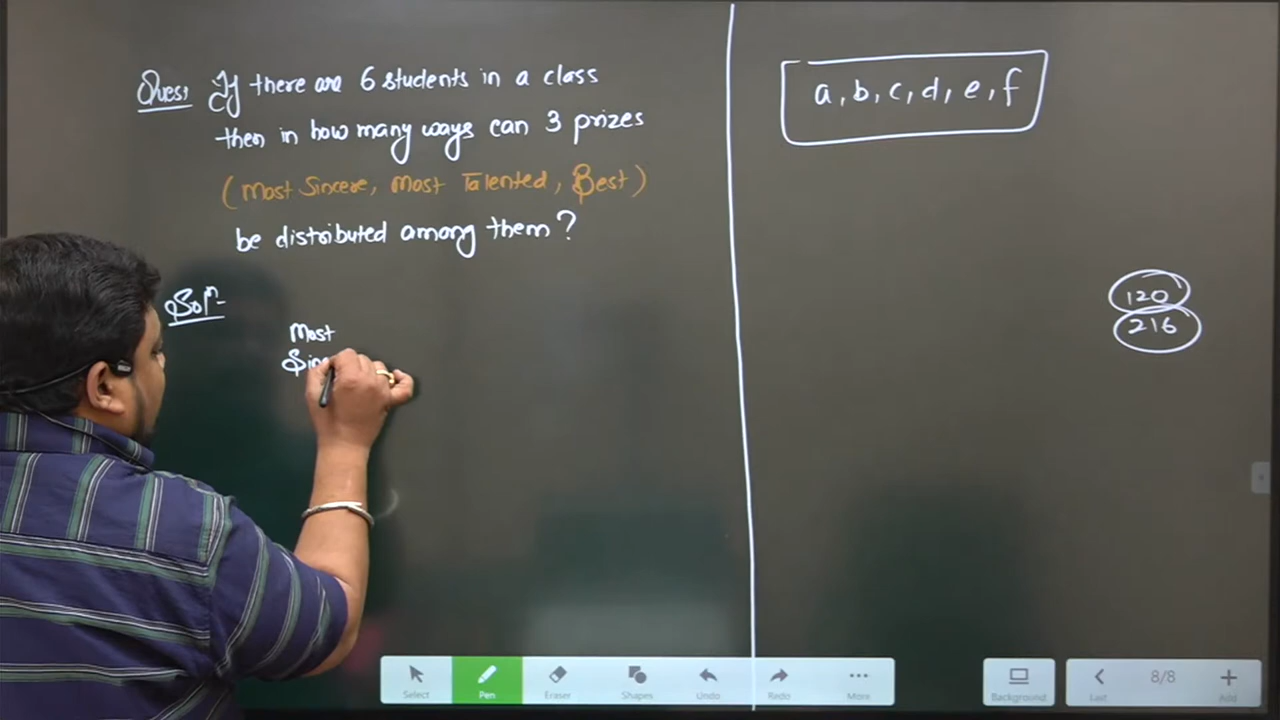 Ques: If there are 6 students in a class
then in how many ways can 3 prizes
(Most Sincere, Most Talented, Best)
be distributed among them?
Solⁿ-
Most
Sin
a, b, c, d, e, f
120
216
Select
Pen
Eraser
Shapes
Undo
Redo
More
Background
Last
8/8
Add